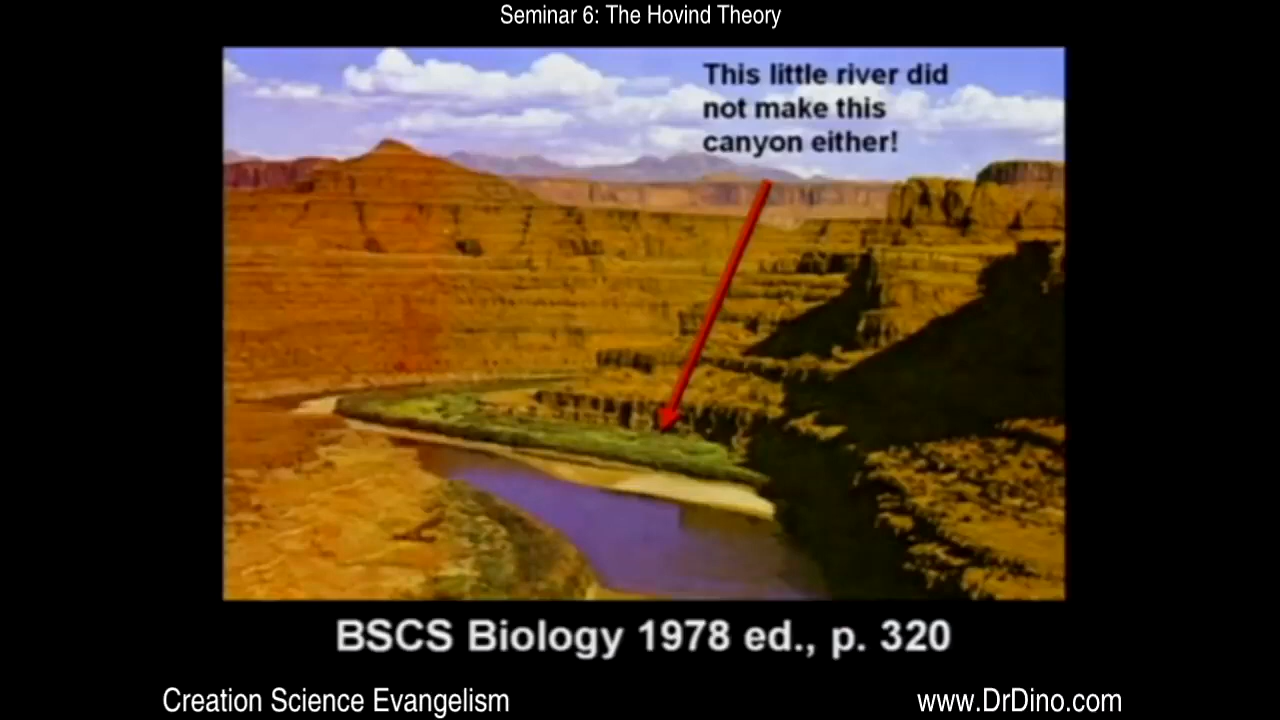 Seminar 6: The Hovind Theory
This little river did
not make this
canyon either!
BSCS Biology 1978 ed., p. 320
Creation Science Evangelism
www.DrDino.com